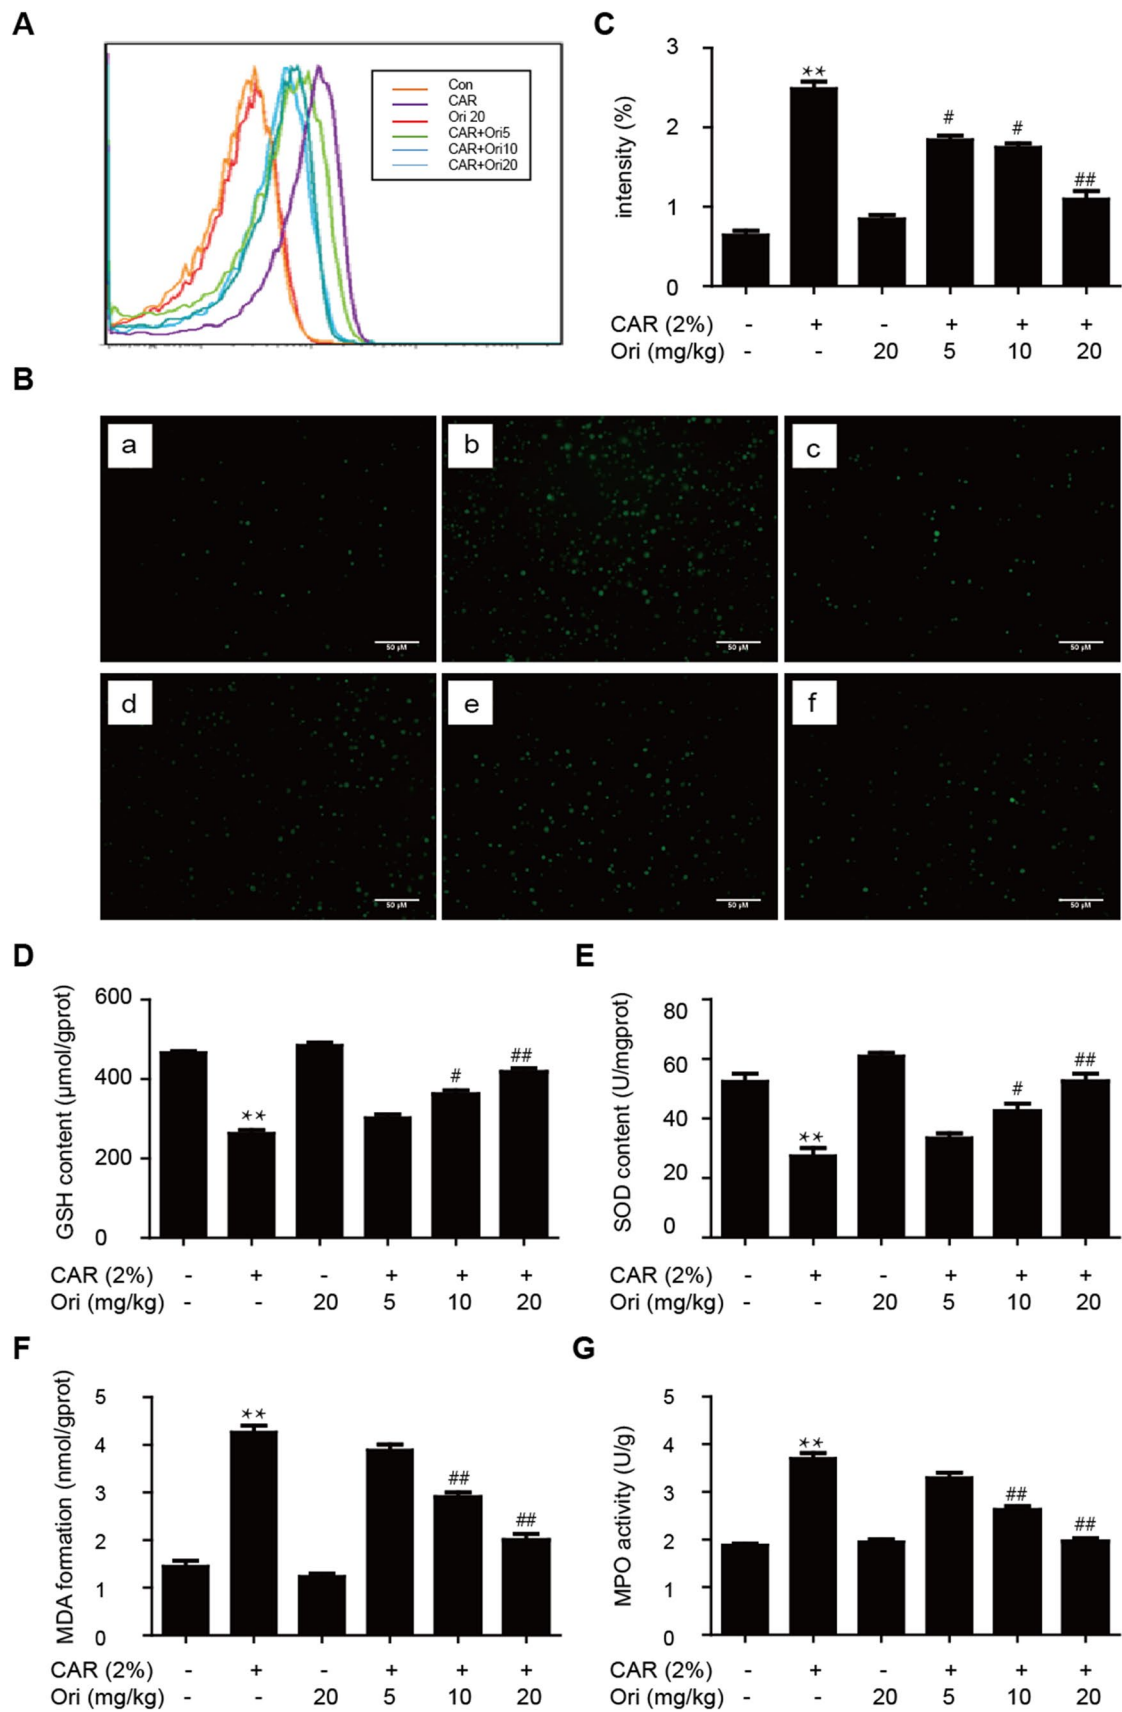 A
Con
CAR
Ori 20
CAR+Ori5
CAR+Ori10
CAR+Ori20
C
intensity (%)
3
2
1
0
**
#
#
##
CAR (2%) - + - + + +
Ori (mg/kg) - - 20 5 10 20
B
a
50 µM
b
50 µM
c
50 µM
d
50 µM
e
50 µM
f
50 µM
D
GSH content (µmol/gprot)
600
400
200
0
**
#
##
CAR (2%) - + - + + +
Ori (mg/kg) - - 20 5 10 20
E
SOD content (U/mgprot)
80
60
40
20
0
**
#
##
CAR (2%) - + - + + +
Ori (mg/kg) - - 20 5 10 20
F
MDA formation (nmol/gprot)
5
4
3
2
1
0
**
##
##
CAR (2%) - + - + + +
Ori (mg/kg) - - 20 5 10 20
G
MPO activity (U/g)
5
4
3
2
1
0
**
##
##
CAR (2%) - + - + + +
Ori (mg/kg) - - 20 5 10 20